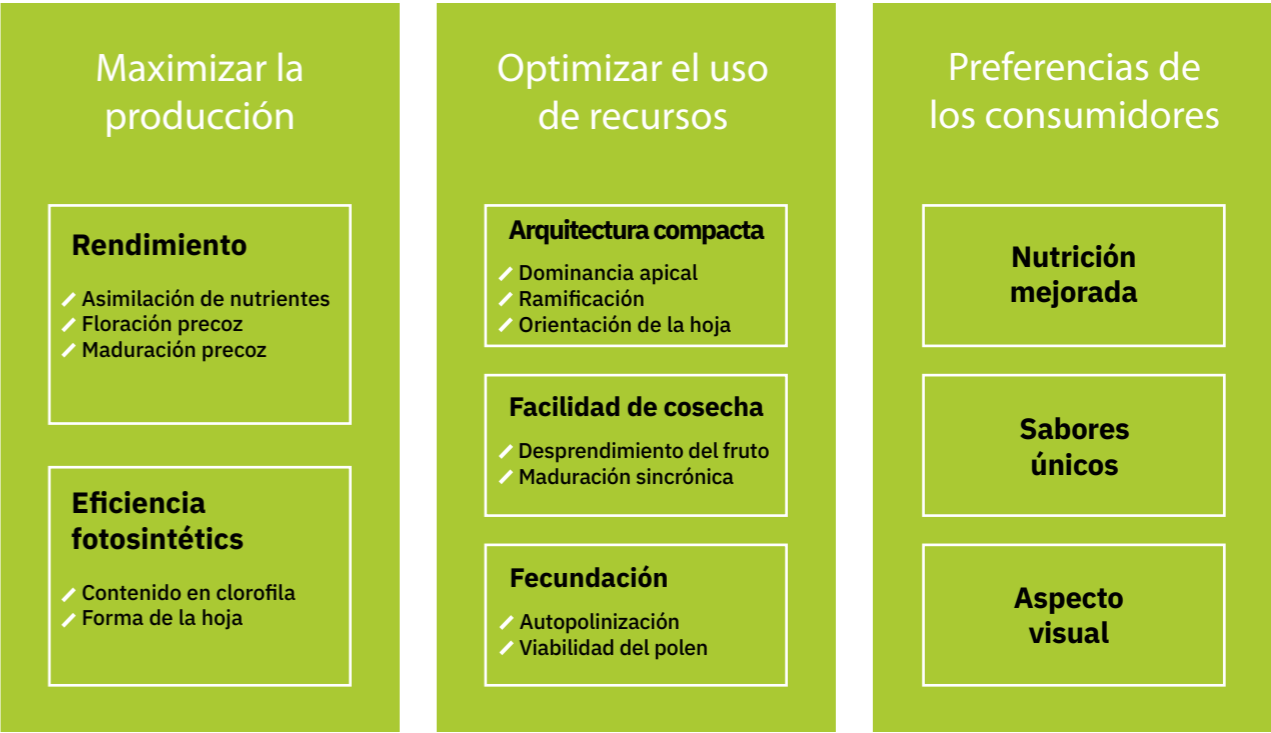 Maximizar la
producción
Rendimiento
Asimilación de nutrientes
Floración precoz
Maduración precoz
Eficiencia
fotosintétics
Contenido en clorofila
Forma de la hoja
Optimizar el uso
de recursos
Arquitectura compacta
Dominancia apical
Ramificación
Orientación de la hoja
Facilidad de cosecha
Desprendimiento del fruto
Maduración sincrónica
Fecundación
Autopolinización
Viabilidad del polen
Preferencias de
los consumidores
Nutrición
mejorada
Sabores
únicos
Aspecto
visual